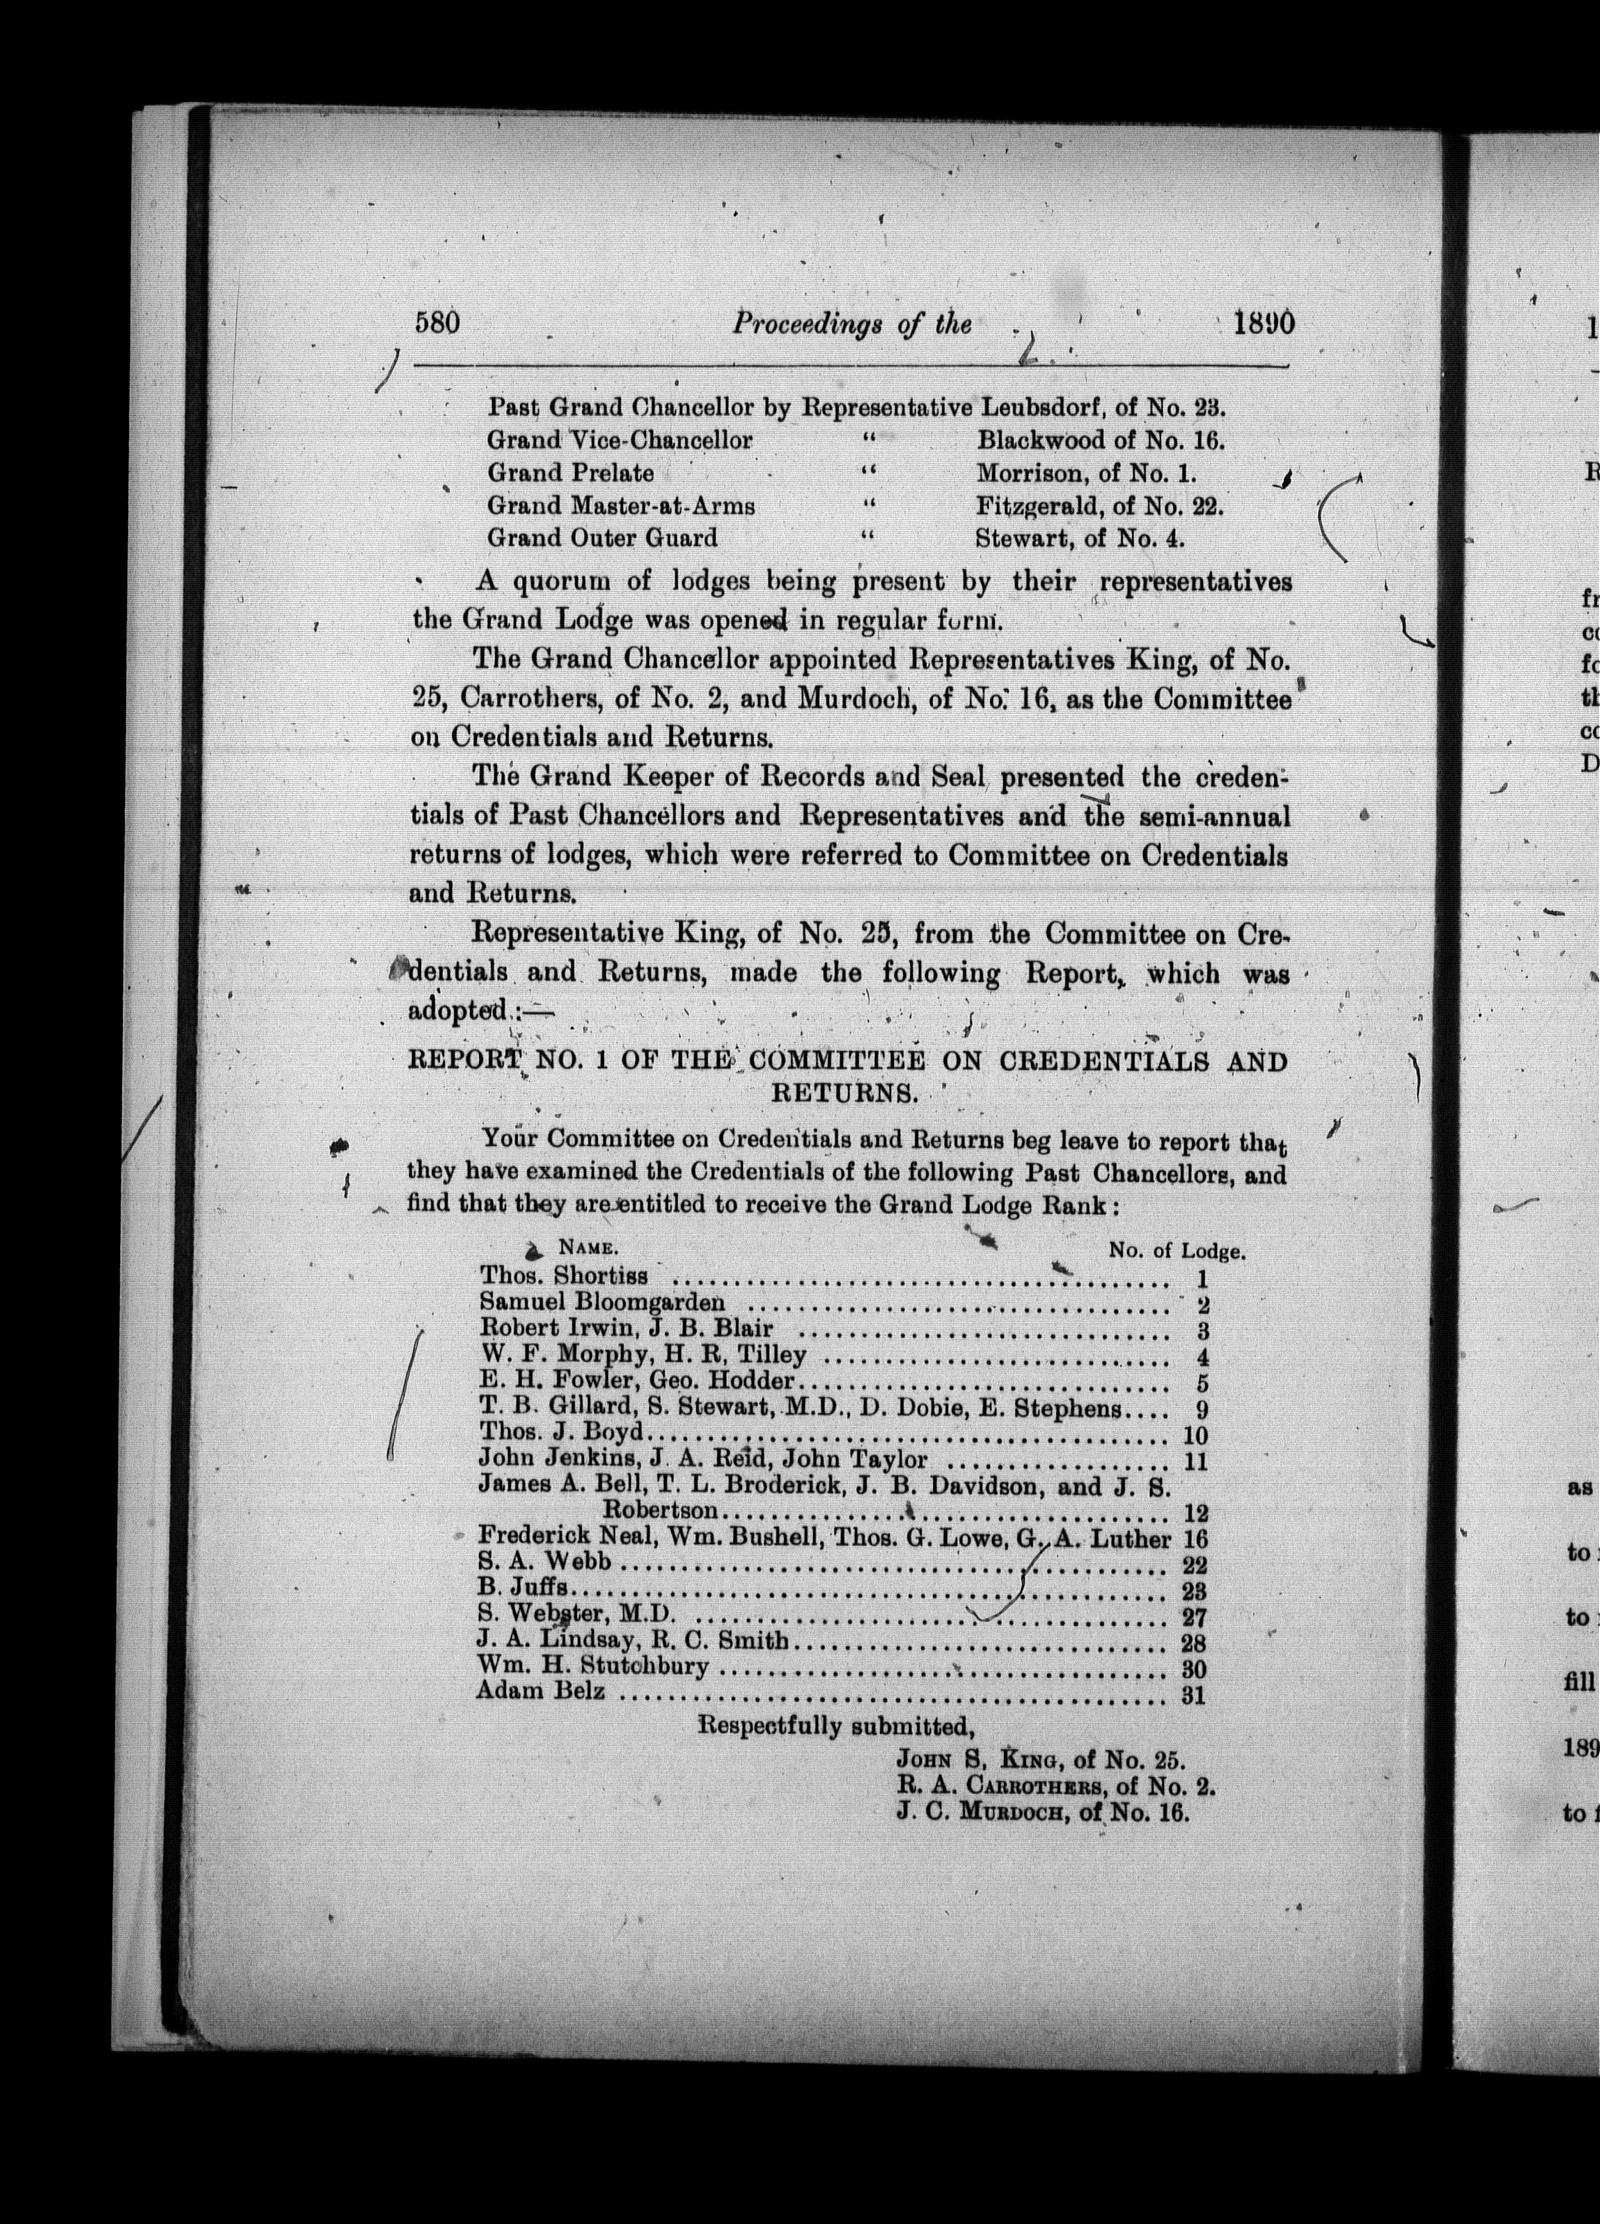 580 Proceedings of the 1890
Past Grand Chancellor by Representative Leubsdorf, of No. 23.
Grand Vice-Chancellor " Blackwood of No. 16.
Grand Prelate " Morrison, of No. 1.
Grand Master-at-Arms " Fitzgerald, of No. 22.
Grand Outer Guard " Stewart, of No. 4.
A quorum of lodges being present by their representatives
the Grand Lodge was opened in regular form.
The Grand Chancellor appointed Representatives King, of No.
25, Carrothers, of No. 2, and Murdoch, of No. 16, as the Committee
on Credentials and Returns.
The Grand Keeper of Records and Seal presented the creden-
tials of Past Chancellors and Representatives and the semi-annual
returns of lodges, which were referred to Committee on Credentials
and Returns.
Representative King, of No. 25, from the Committee on Cre-
dentials and Returns, made the following Report, which was
adopted:—
REPORT NO. 1 OF THE COMMITTEE ON CREDENTIALS AND
RETURNS.
Your Committee on Credentials and Returns beg leave to report that
they have examined the Credentials of the following Past Chancellors, and
find that they are entitled to receive the Grand Lodge Rank:
NAME. No. of Lodge.
Thos. Shortiss ........................................ 1
Samuel Bloomgarden .................................. 2
Robert Irwin, J. B. Blair .............................. 3
W. F. Morphy, H. R, Tilley ............................ 4
E. H. Fowler, Geo. Hodder.............................. 5
T. B. Gillard, S. Stewart, M.D., D. Dobie, E. Stephens.... 9
Thos. J. Boyd.......................................... 10
John Jenkins, J. A. Reid, John Taylor .................. 11
James A. Bell, T. L. Broderick, J. B. Davidson, and J. S.
Robertson.................................... 12
Frederick Neal, Wm. Bushell, Thos. G. Lowe, G. A. Luther 16
S. A. Webb ............................................ 22
B. Juffs................................................ 23
S. Webster, M.D. ...................................... 27
J. A. Lindsay, R. C. Smith.............................. 28
Wm. H. Stutchbury .................................... 30
Adam Belz ............................................ 31
Respectfully submitted,
JOHN S, KING, of No. 25.
R. A. CARROTHERS, of No. 2.
J. C. MURDOCH, of No. 16.
as
to
to
fill
189
to